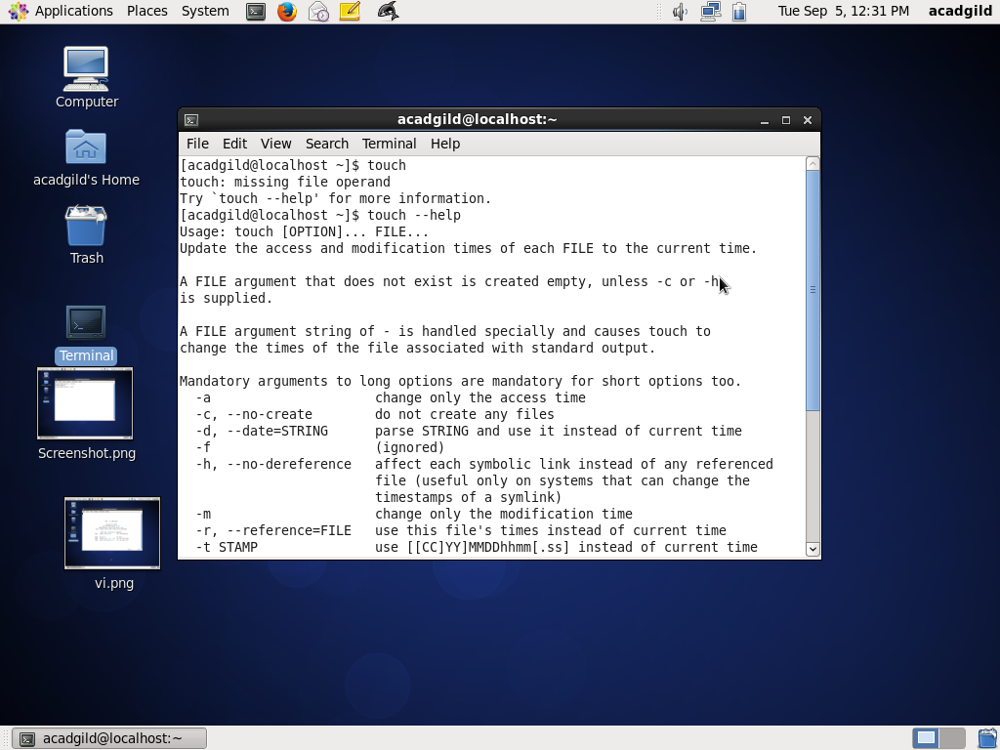 Applications Places System Tue Sep 5, 12:31 PM acadgild
Computer
acadgild's Home
Trash
Terminal
Screenshot.png
vi.png
acadgild@localhost:~
File Edit View Search Terminal Help
[acadgild@localhost ~]$ touch
touch: missing file operand
Try `touch --help' for more information.
[acadgild@localhost ~]$ touch --help
Usage: touch [OPTION]... FILE...
Update the access and modification times of each FILE to the current time.
A FILE argument that does not exist is created empty, unless -c or -h
is supplied.
A FILE argument string of - is handled specially and causes touch to
change the times of the file associated with standard output.
Mandatory arguments to long options are mandatory for short options too.
-a change only the access time
-c, --no-create do not create any files
-d, --date=STRING parse STRING and use it instead of current time
-f (ignored)
-h, --no-dereference affect each symbolic link instead of any referenced
file (useful only on systems that can change the
timestamps of a symlink)
-m change only the modification time
-r, --reference=FILE use this file's times instead of current time
-t STAMP use [[CC]YY]MMDDhhmm[.ss] instead of current time
acadgild@localhost:~